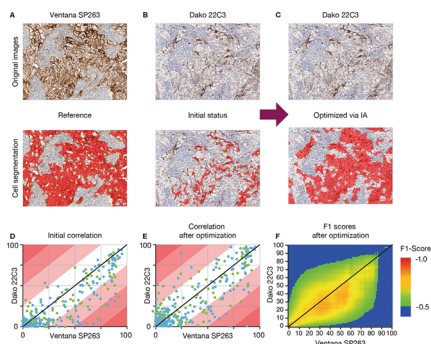 A Ventana SP263
B Dako 22C3
C Dako 22C3
Original images
Reference
Initial status
Optimized via IA
Cell segmentation
D Initial correlation
E Correlation
after optimization
F F1 scores
after optimization
100
Dako 22C3
0
0
100
Ventana SP263
100
Dako 22C3
0
0
100
Ventana SP263
Dako 22C3
100
90
80
70
60
50
40
30
20
10
0
0 10 20 30 40 50 60 70 80 90 100
Ventana SP263
F1-Score
-1.0
-0.5